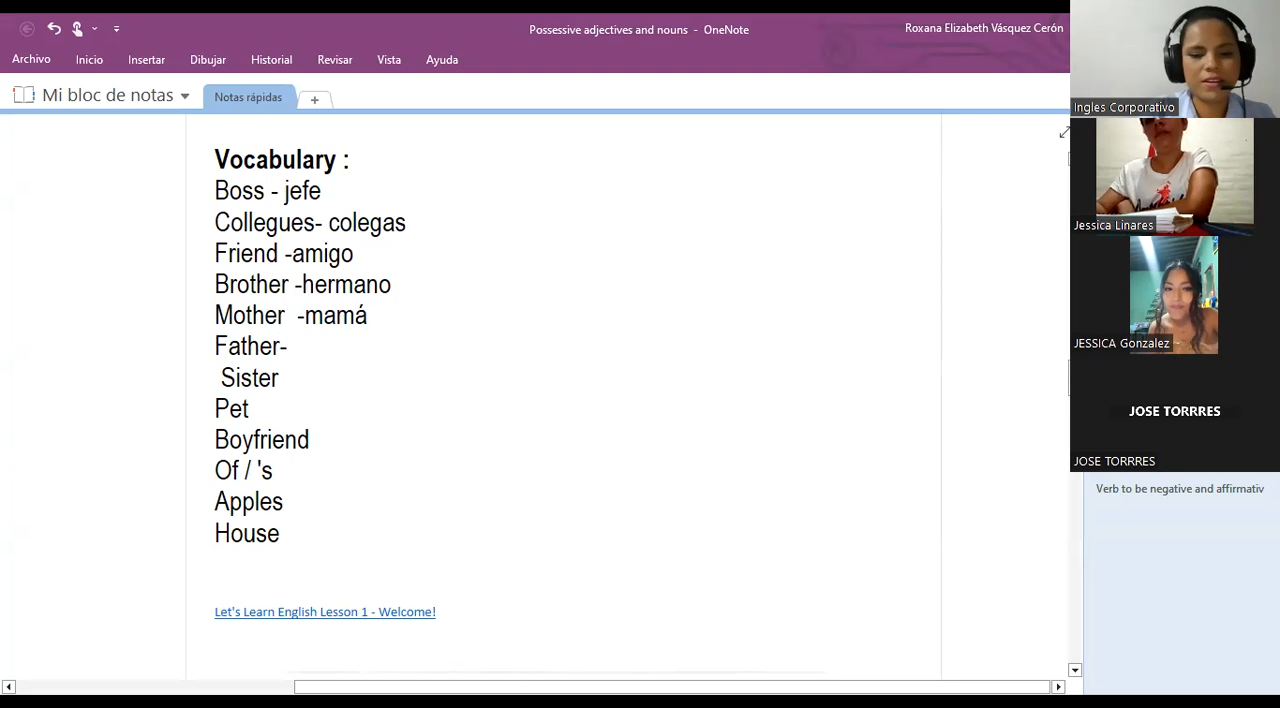 Possessive adjectives and nouns - OneNote
Roxana Elizabeth Vásquez Cerón
Archivo Inicio Insertar Dibujar Historial Revisar Vista Ayuda
Mi bloc de notas
Notas rápidas
Vocabulary :
Boss - jefe
Collegues- colegas
Friend -amigo
Brother -hermano
Mother -mamá
Father-
Sister
Pet
Boyfriend
Of / 's
Apples
House
Let's Learn English Lesson 1 - Welcome!
Ingles Corporativo
Jessica Linares
JESSICA Gonzalez
JOSE TORRRES
JOSE TORRRES
Verb to be negative and affirmativ